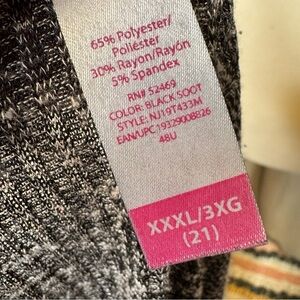 65% Polyester/
Poliéster
30% Rayon/Rayón
5% Spandex
RN# 52469
COLOR: BLACK SOOT
STYLE: NJ19T433M
EAN/UPC 19329008826
48U
XXXL/3XG
(21)